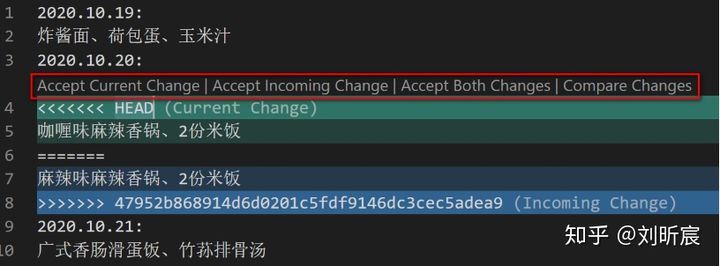 1 2020.10.19:
2 炸酱面、荷包蛋、玉米汁
3 2020.10.20:
Accept Current Change | Accept Incoming Change | Accept Both Changes | Compare Changes
4 <<<<<<< HEAD (Current Change)
5 咖喱味麻辣香锅、2份米饭
6 =======
7 麻辣味麻辣香锅、2份米饭
8 >>>>>>> 47952b868914d6d0201c5fdf9146dc3cec5adea9 (Incoming Change)
9 2020.10.21:
10 广式香肠滑蛋饭、竹荪排骨汤
知乎 @刘昕宸